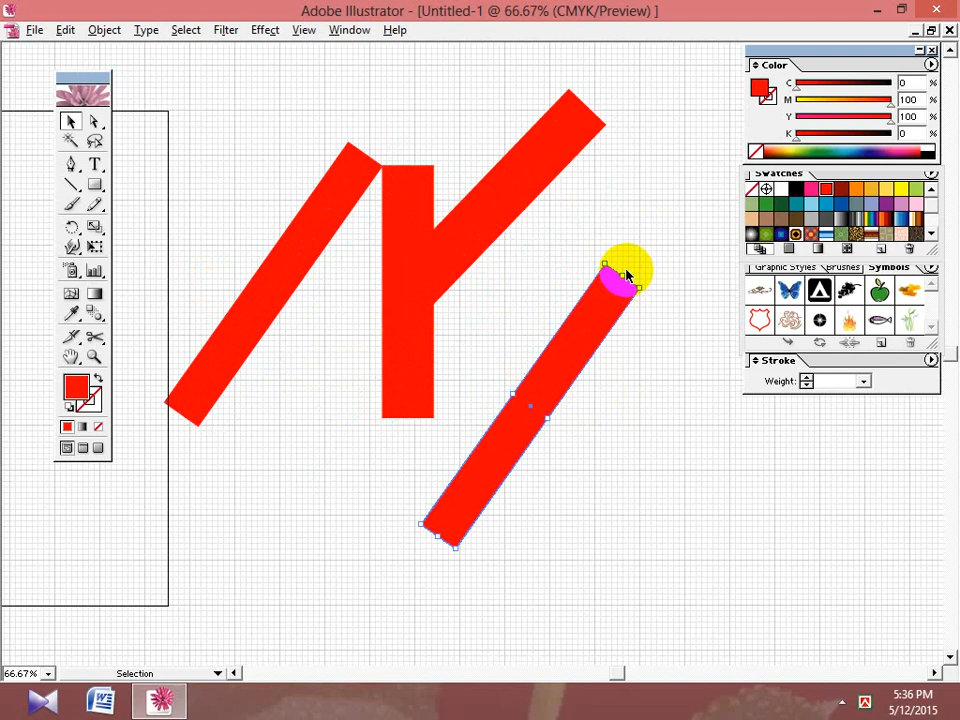 Adobe Illustrator - [Untitled-1 @ 66.67% (CMYK/Preview) ]
File Edit Object Type Select Filter Effect View Window Help
Color
C 0 %
M 100 %
Y 100 %
K 0 %
Swatches
Graphic Styles Brushes Symbols
Stroke
Weight:
T
66.67% Selection
W
A
5:36 PM
5/12/2015